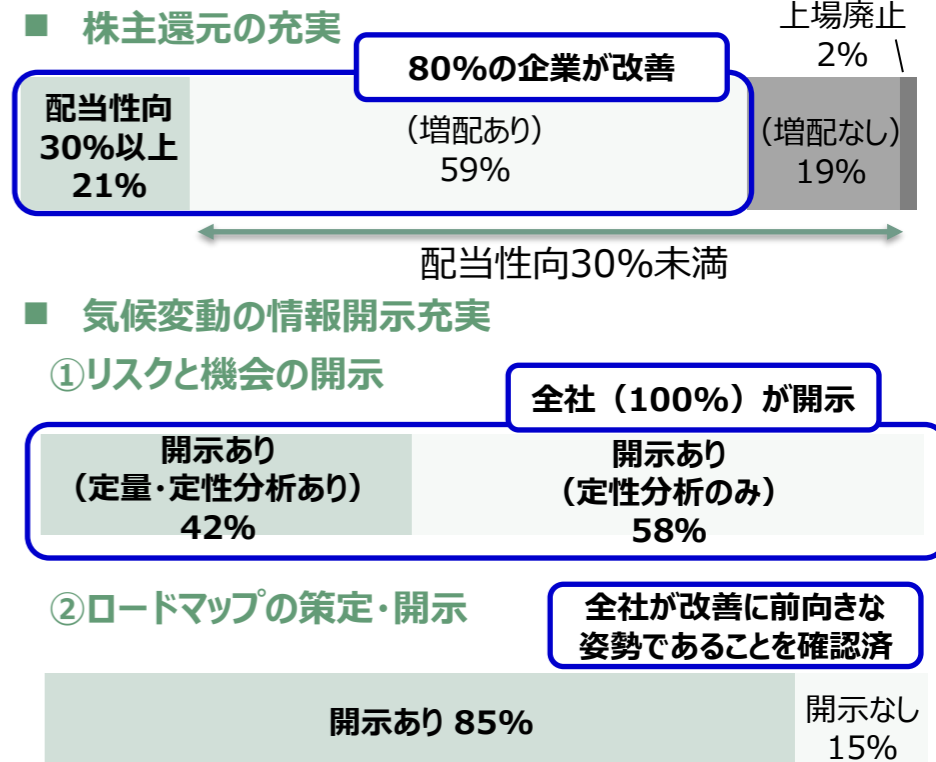 ■ 株主還元の充実
上場廃止
2%
80%の企業が改善
配当性向
30%以上
21%
（増配あり）
59%
（増配なし）
19%
配当性向30%未満
■ 気候変動の情報開示充実
①リスクと機会の開示
全社（100%）が開示
開示あり
（定量・定性分析あり）
42%
開示あり
（定性分析のみ）
58%
②ロードマップの策定・開示
全社が改善に前向きな
姿勢であることを確認済
開示あり 85%
開示なし
15%